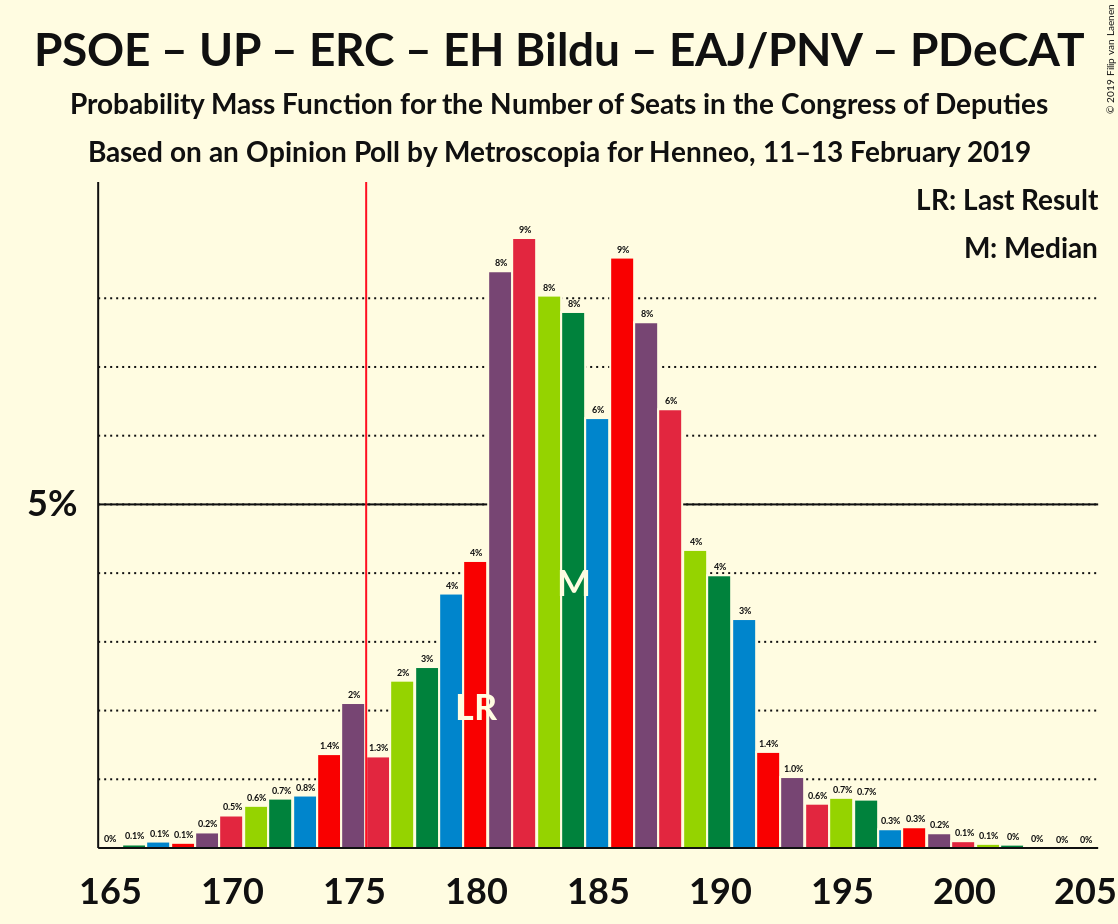 PSOE – UP – ERC – EH Bildu – EAJ/PNV – PDeCAT
Probability Mass Function for the Number of Seats in the Congress of Deputies
Based on an Opinion Poll by Metroscopia for Henneo, 11–13 February 2019
© 2019 Filip van Laenen
LR: Last Result
M: Median
5%
0% 0.1% 0.1% 0.1% 0.2% 0.5% 0.6% 0.7% 0.8% 1.4% 2% 1.3% 2% 3% 4% 4% 8% 9% 8% 8% 6% 9% 8% 6% 4% 4% 3% 1.4% 1.0% 0.6% 0.7% 0.7% 0.3% 0.3% 0.2% 0.1% 0.1% 0% 0% 0% 0%
M
LR
165 170 175 180 185 190 195 200 205